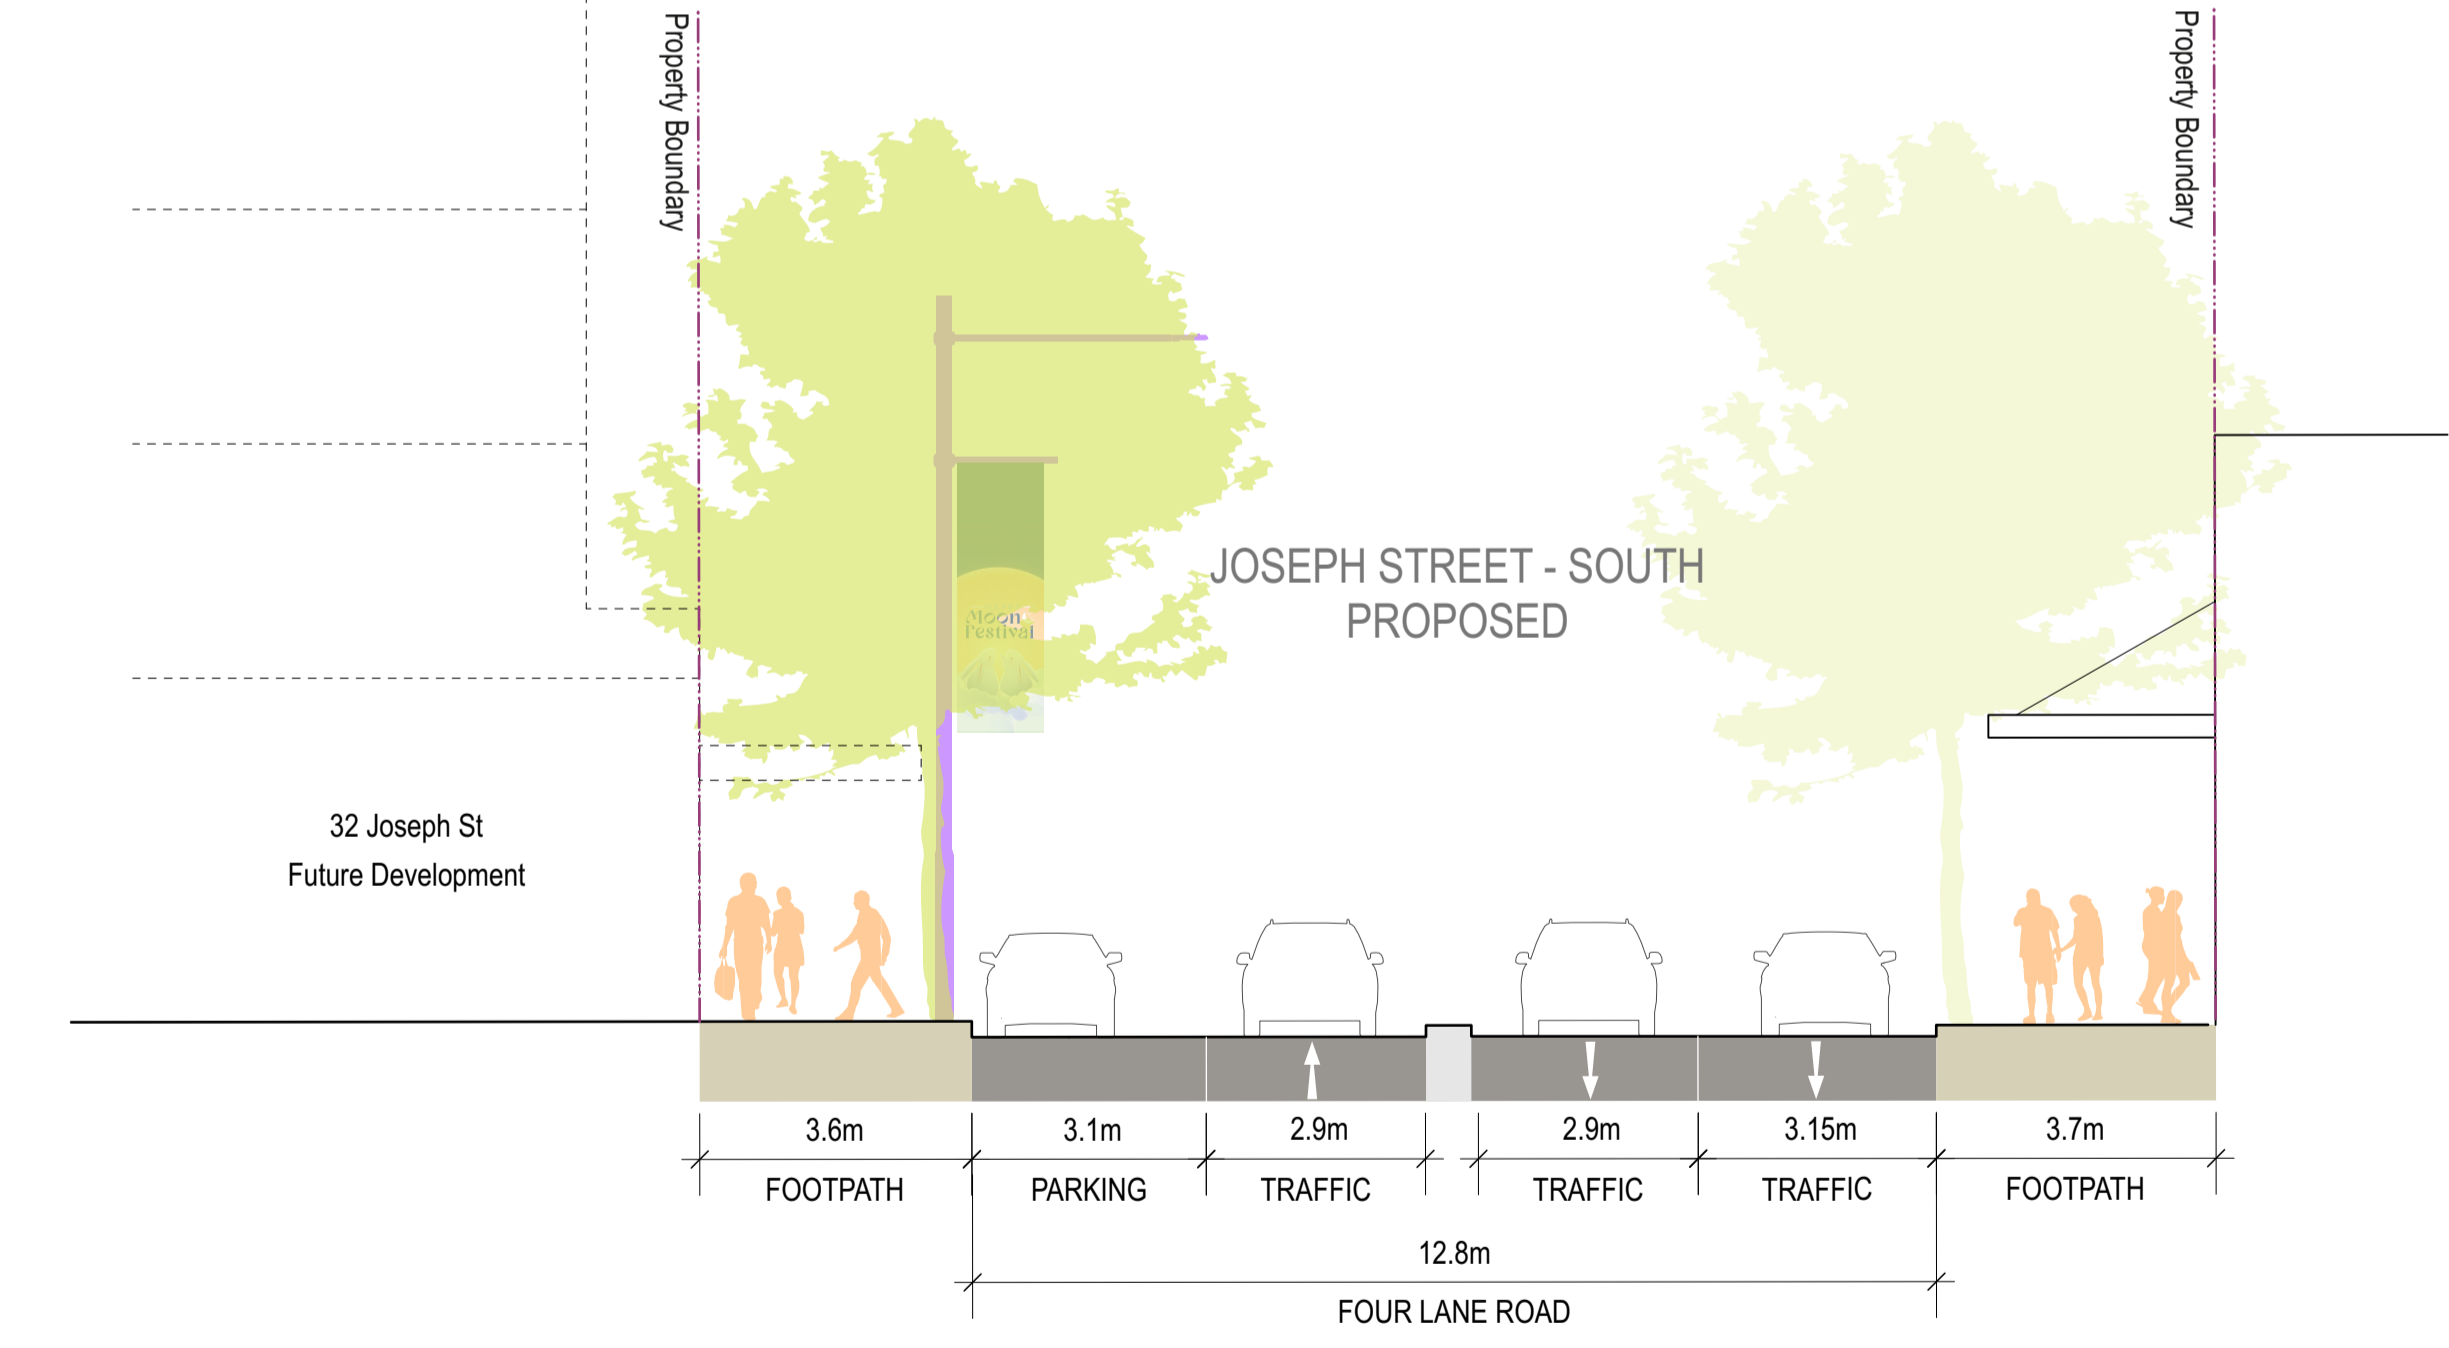 Property Boundary
Property Boundary
JOSEPH STREET - SOUTH
PROPOSED
Moon
Festival
32 Joseph St
Future Development
3.6m
3.1m
2.9m
2.9m
3.15m
3.7m
FOOTPATH
PARKING
TRAFFIC
TRAFFIC
TRAFFIC
FOOTPATH
12.8m
FOUR LANE ROAD